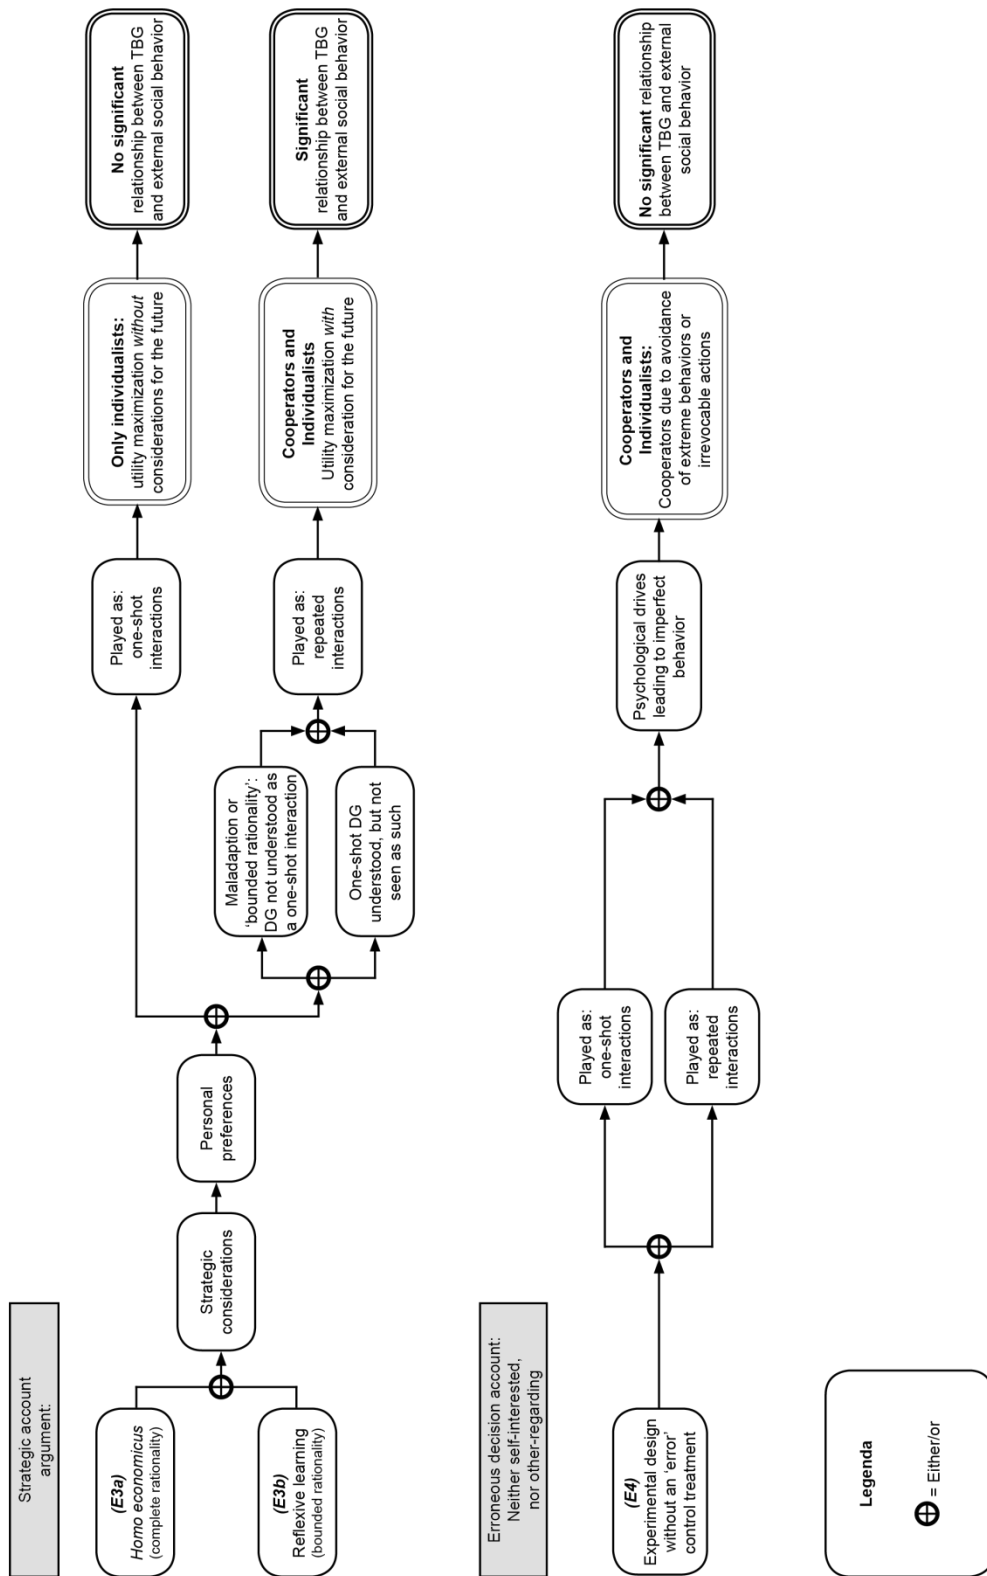 Strategic account
argument:
(E3a)
Homo economicus
(complete rationality)
(E3b)
Reflexive learning
(bounded rationality)
Strategic
considerations
Personal
preferences
Maladaption or
‘bounded rationality’:
DG not understood as
a one-shot interaction
One-shot DG
understood, but not
seen as such
Played as:
one-shot
interactions
Played as:
repeated
interactions
Only individualists:
utility maximization without
considerations for the future
Cooperators and
Individualists
Utility maximization with
consideration for the future
No significant
relationship between TBG
and external social behavior
Significant
relationship between TBG
and external social behavior
Erroneous decision account:
Neither self-interested,
nor other-regarding
(E4)
Experimental design
without an ‘error’
control treatment
Played as:
one-shot
interactions
Played as:
repeated
interactions
Psychological drives
leading to imperfect
behavior
Cooperators and
Individualists:
Cooperators due to avoidance
of extreme behaviors or
irrevocable actions
No significant relationship
between TBG and external
social behavior
Legenda
= Either/or